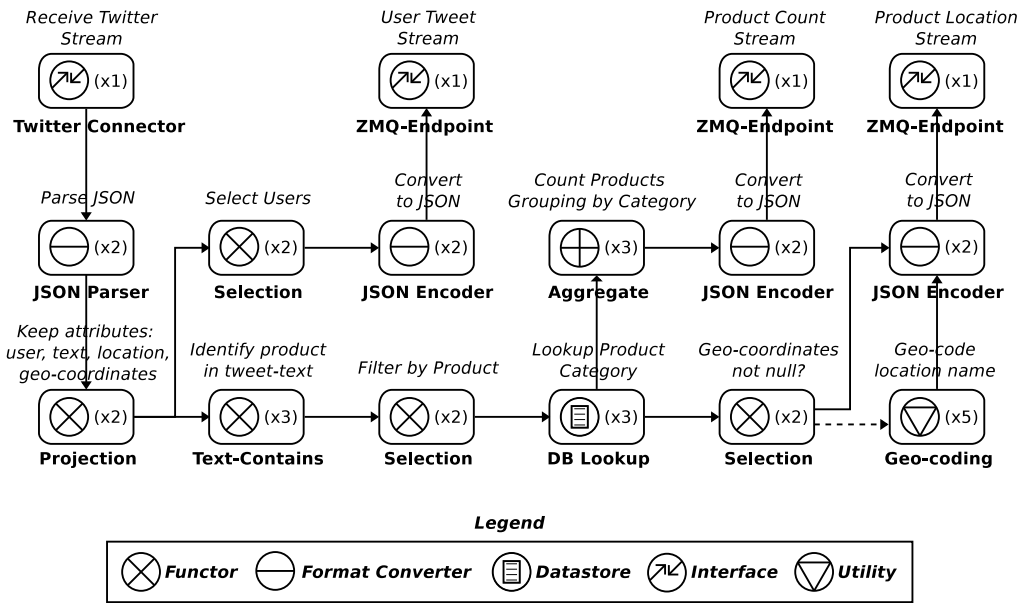 Receive Twitter
Stream
(x1)
Twitter Connector
User Tweet
Stream
(x1)
ZMQ-Endpoint
Product Count
Stream
(x1)
ZMQ-Endpoint
Product Location
Stream
(x1)
ZMQ-Endpoint
Parse JSON
(x2)
JSON Parser
Select Users
(x2)
Selection
Convert
to JSON
(x2)
JSON Encoder
Count Products
Grouping by Category
(x3)
Aggregate
Convert
to JSON
(x2)
JSON Encoder
Convert
to JSON
(x2)
JSON Encoder
Keep attributes:
user, text, location,
geo-coordinates
(x2)
Projection
Identify product
in tweet-text
(x3)
Text-Contains
Filter by Product
(x2)
Selection
Lookup Product
Category
(x3)
DB Lookup
Geo-coordinates
not null?
(x2)
Selection
Geo-code
location name
(x5)
Geo-coding
Legend
Functor
Format Converter
Datastore
Interface
Utility